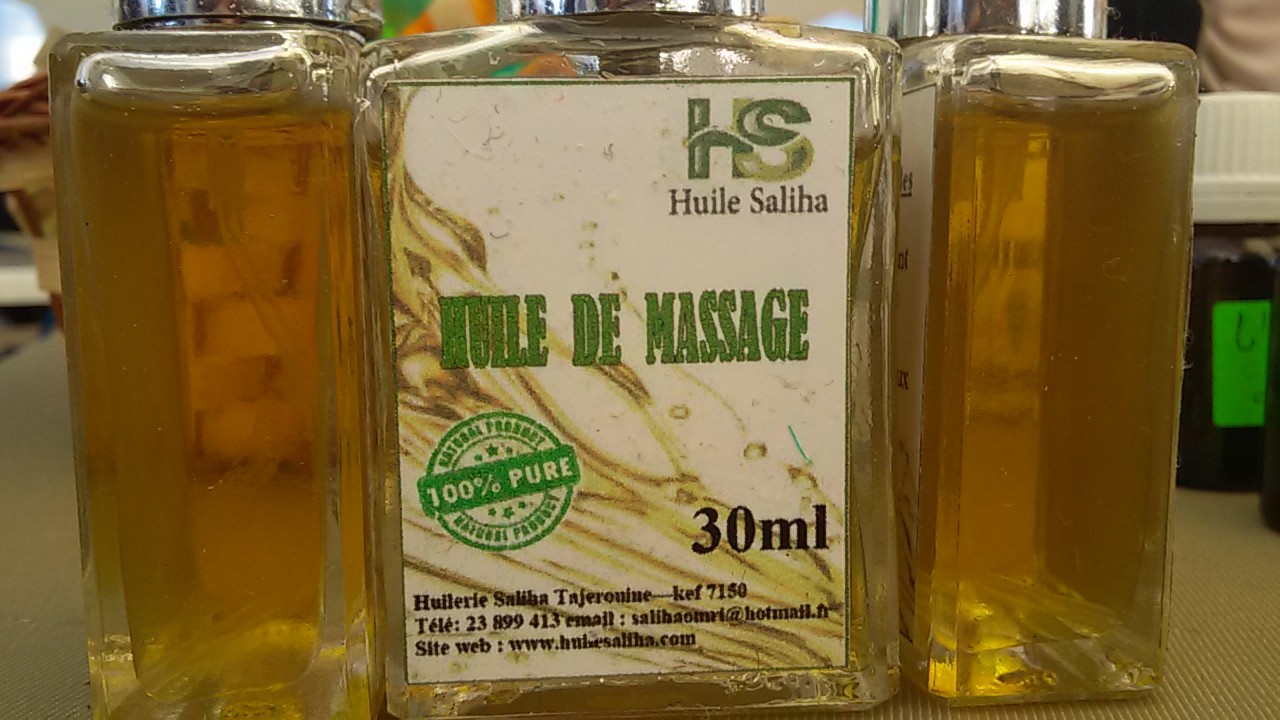 HS
Huile Saliha
HUILE DE MASSAGE
NATURAL PRODUCT
100% PURE
NATURAL PRODUCT
30ml
Huilerie Saliha Tajerouine—kef 7150
Télé: 23 899 413 email : salihaomri@hotmail.fr
Site web : www.huilesaliha.com